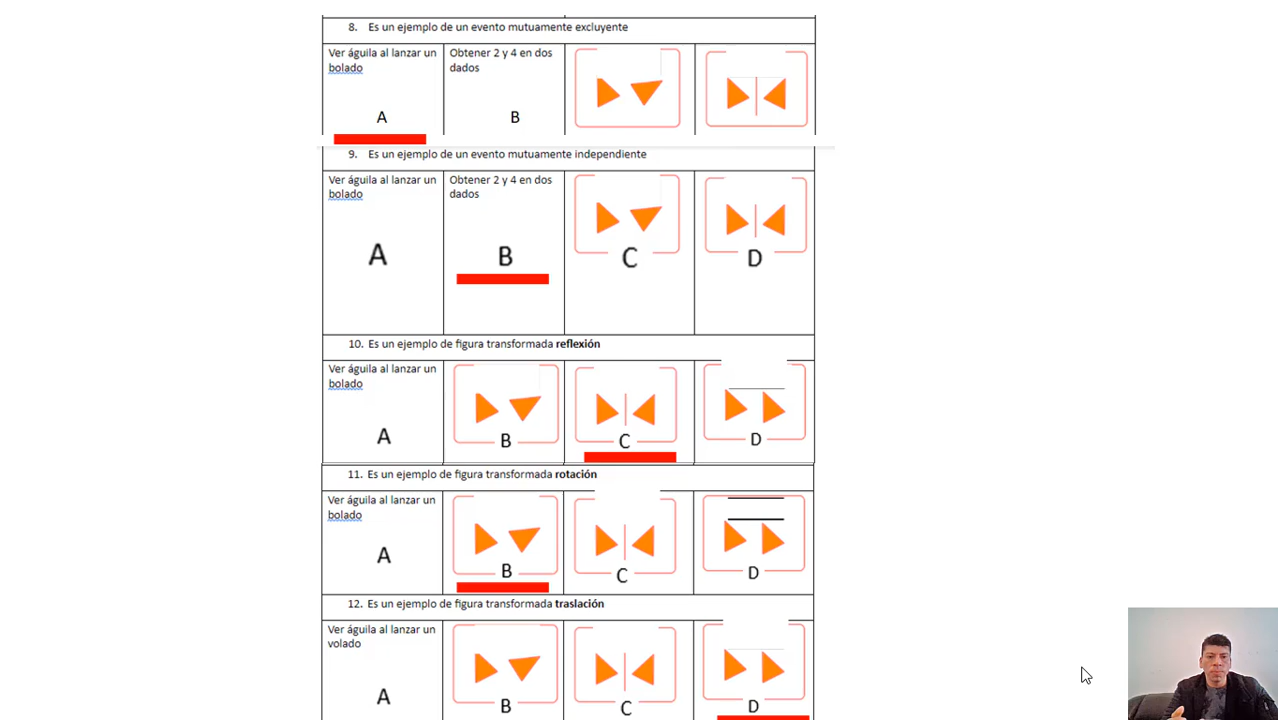 8. Es un ejemplo de un evento mutuamente excluyente
Ver águila al lanzar un
bolado
A
Obtener 2 y 4 en dos
dados
B
9. Es un ejemplo de un evento mutuamente independiente
Ver águila al lanzar un
bolado
A
Obtener 2 y 4 en dos
dados
B
C
D
10. Es un ejemplo de figura transformada reflexión
Ver águila al lanzar un
bolado
A
B
C
D
11. Es un ejemplo de figura transformada rotación
Ver águila al lanzar un
bolado
A
B
C
D
12. Es un ejemplo de figura transformada traslación
Ver águila al lanzar un
volado
A
B
C
D